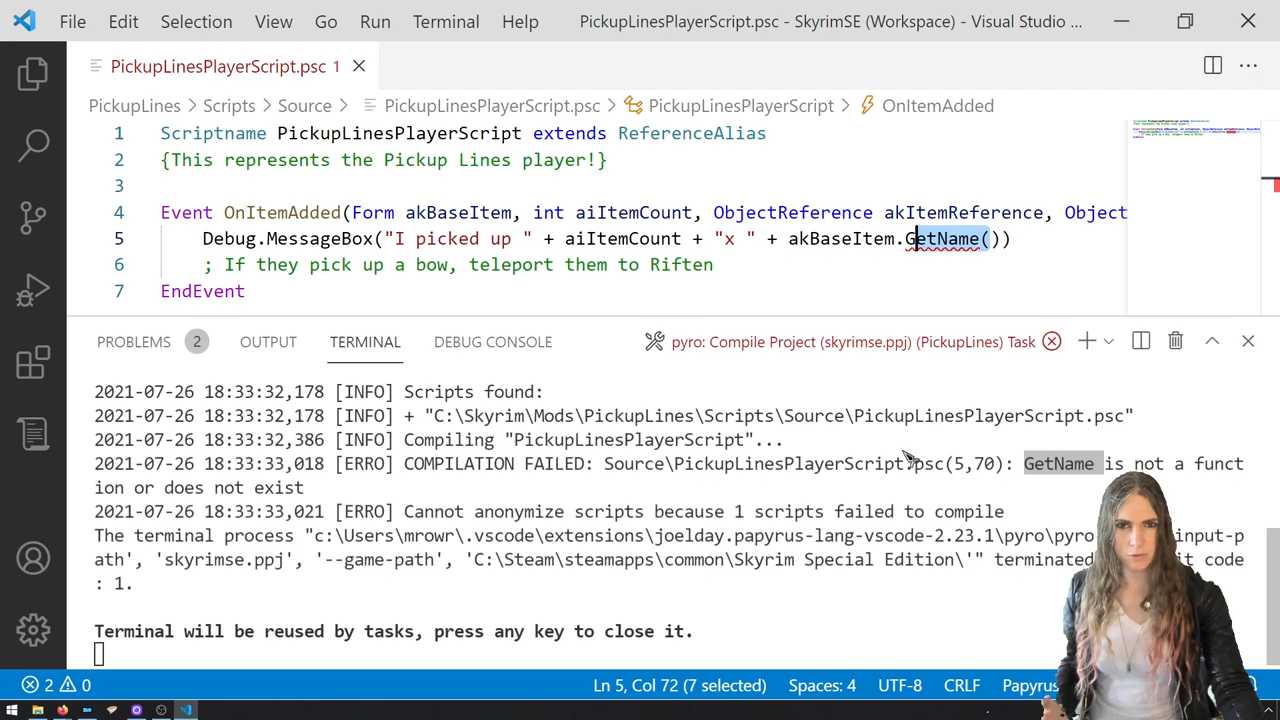 File Edit Selection View Go Run Terminal Help PickupLinesPlayerScript.psc - SkyrimSE (Workspace) - Visual Studio ...
PickupLinesPlayerScript.psc 1
PickupLines > Scripts > Source > PickupLinesPlayerScript.psc > PickupLinesPlayerScript > OnItemAdded
1 Scriptname PickupLinesPlayerScript extends ReferenceAlias
2 {This represents the Pickup Lines player!}
3
4 Event OnItemAdded(Form akBaseItem, int aiItemCount, ObjectReference akItemReference, Object
5 Debug.MessageBox("I picked up " + aiItemCount + "x " + akBaseItem.GetName())
6 ; If they pick up a bow, teleport them to Riften
7 EndEvent
PROBLEMS 2 OUTPUT TERMINAL DEBUG CONSOLE pyro: Compile Project (skyrimse.ppj) (PickupLines) Task
2021-07-26 18:33:32,178 [INFO] Scripts found:
2021-07-26 18:33:32,178 [INFO] + "C:\Skyrim\Mods\PickupLines\Scripts\Source\PickupLinesPlayerScript.psc"
2021-07-26 18:33:32,386 [INFO] Compiling "PickupLinesPlayerScript"...
2021-07-26 18:33:33,018 [ERRO] COMPILATION FAILED: Source\PickupLinesPlayerScript.psc(5,70): GetName is not a funct
ion or does not exist
2021-07-26 18:33:33,021 [ERRO] Cannot anonymize scripts because 1 scripts failed to compile
The terminal process "c:\Users\mrowr\.vscode\extensions\joelday.papyrus-lang-vscode-2.23.1\pyro\pyro input-p
ath', 'skyrimse.ppj', '--game-path', 'C:\Steam\steamapps\common\Skyrim Special Edition\'" terminated it code
: 1.
Terminal will be reused by tasks, press any key to close it.
2 0 Ln 5, Col 72 (7 selected) Spaces: 4 UTF-8 CRLF Papyrus